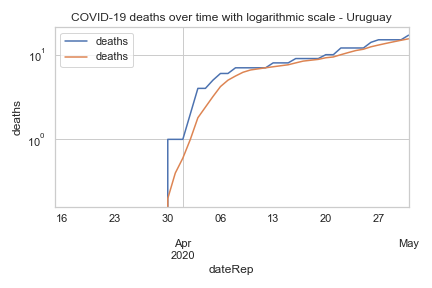 COVID-19 deaths over time with logarithmic scale - Uruguay
deaths
deaths
10¹
10⁰
deaths
16 23 30 06 13 20 27
Apr May
2020
dateRep